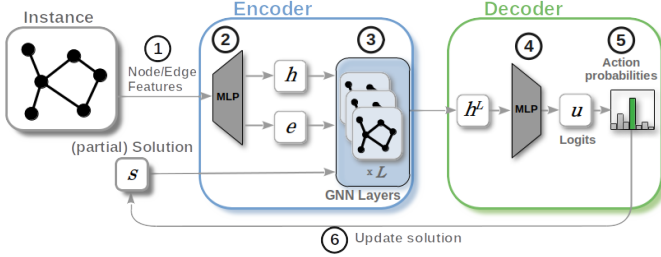 Instance
Encoder
Decoder
1
Node/Edge
Features
2
MLP
h
e
3
x L
GNN Layers
(partial) Solution
s
h^L
4
MLP
u
Logits
5
Action
probabilities
6
Update solution